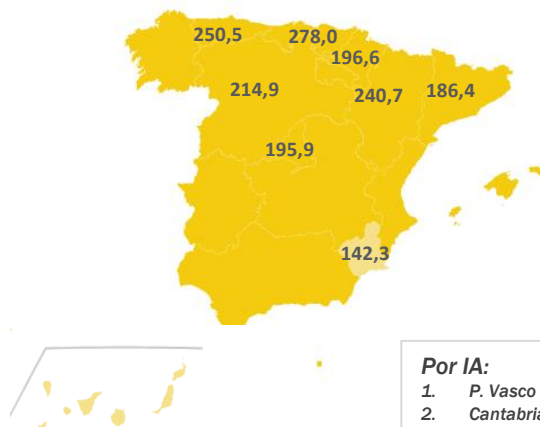 250,5
278,0
196,6
214,9
240,7
186,4
195,9
142,3
Por IA:
1. P. Vasco
2. Cantabria